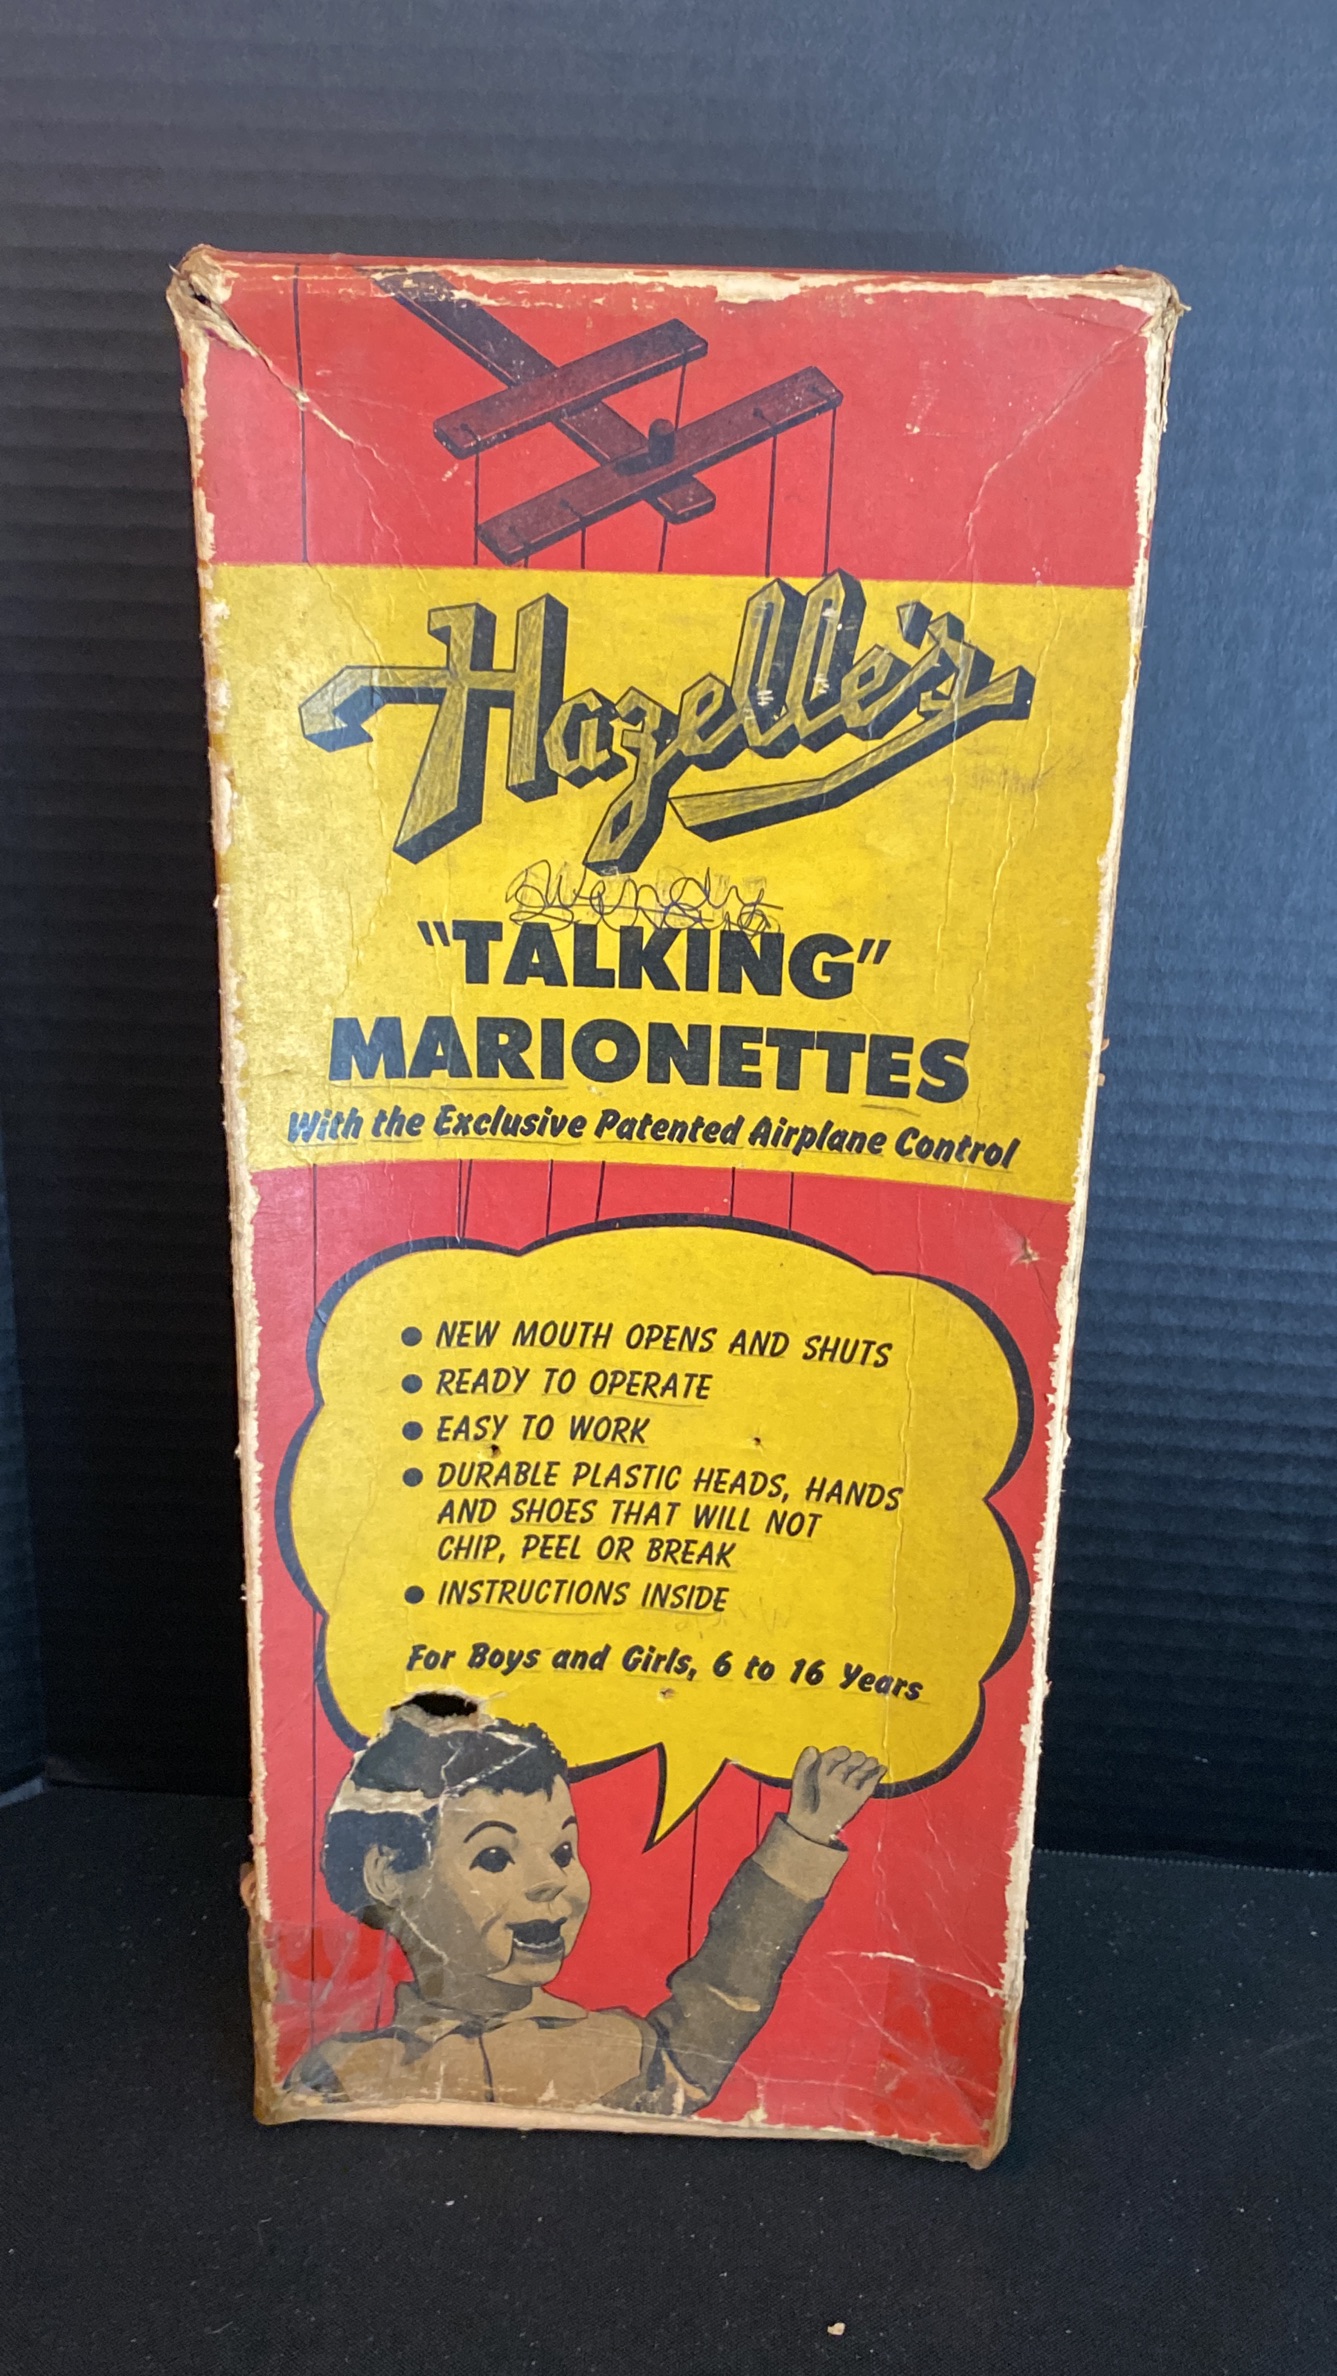 Hazelle's
"TALKING"
MARIONETTES
With the Exclusive Patented Airplane Control
● NEW MOUTH OPENS AND SHUTS
● READY TO OPERATE
● EASY TO WORK
● DURABLE PLASTIC HEADS, HANDS
AND SHOES THAT WILL NOT
CHIP, PEEL OR BREAK
● INSTRUCTIONS INSIDE
For Boys and Girls, 6 to 16 Years